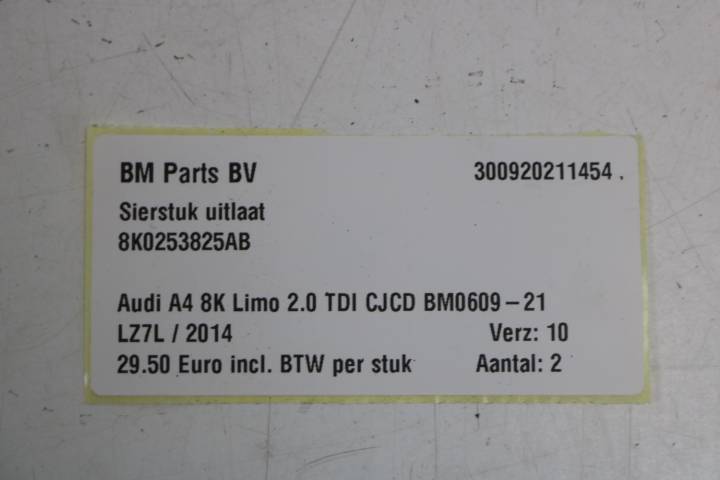 BM Parts BV 300920211454 .
Sierstuk uitlaat
8K0253825AB
Audi A4 8K Limo 2.0 TDI CJCD BM0609-21
LZ7L / 2014 Verz: 10
29.50 Euro incl. BTW per stuk Aantal: 2